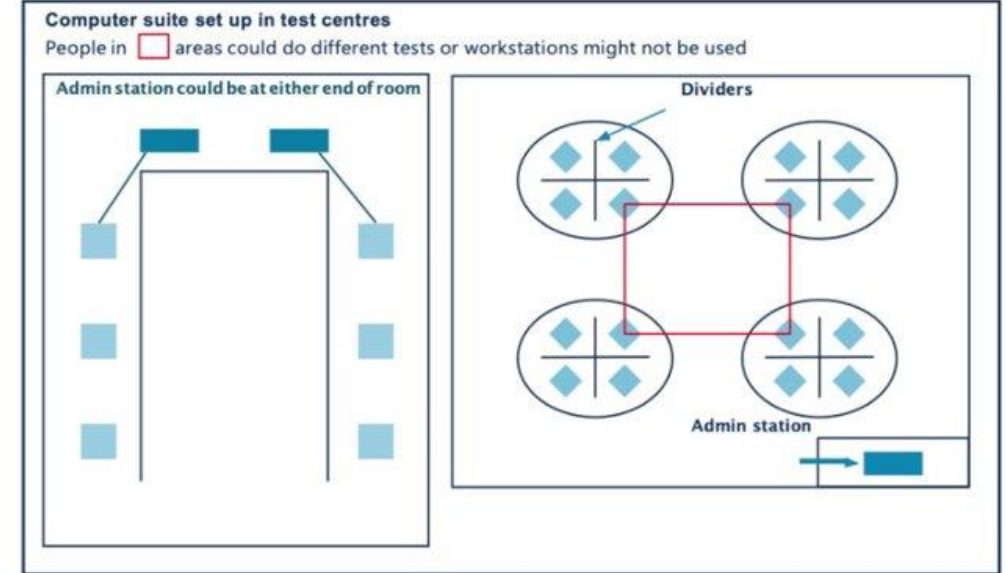 Computer suite set up in test centres
People in areas could do different tests or workstations might not be used
Admin station could be at either end of room
Dividers
Admin station